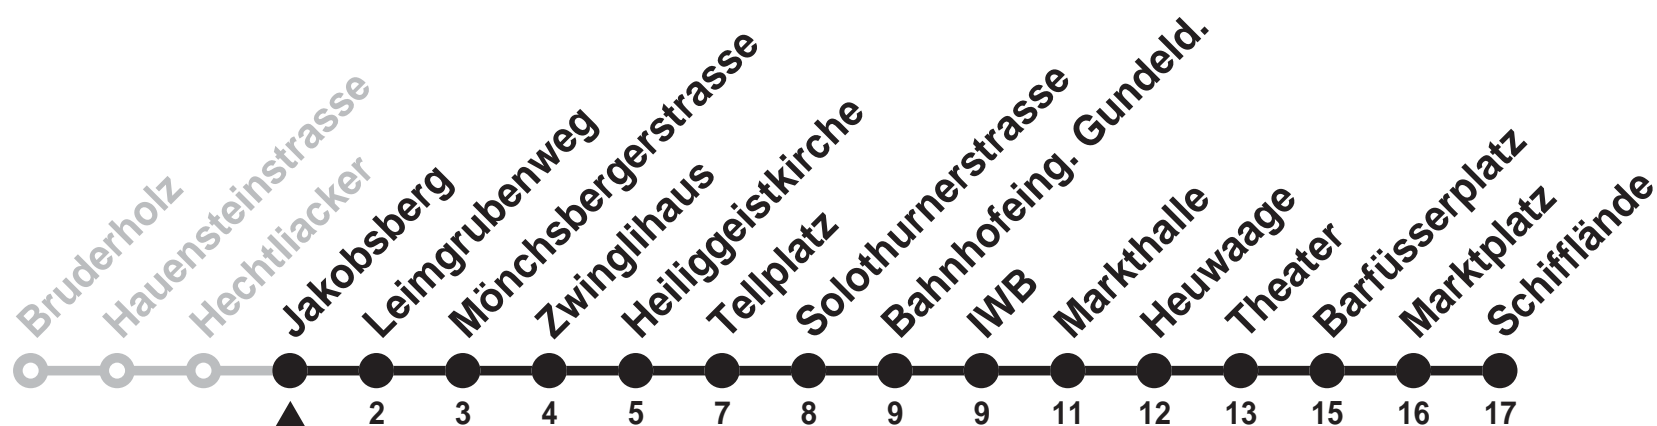 Bruderholz
Hauensteinstrasse
Hechtliacker
Jakobsberg
Leimgrubenweg
Mönchsbergerstrasse
Zwinglihaus
Heiliggeistkirche
Tellplatz
Solothurnerstrasse
Bahnhofeing. Gundeld.
IWB
Markthalle
Heuwaage
Theater
Barfüsserplatz
Marktplatz
Schifflände
2 3 4 5 7 8 9 9 11 12 13 15 16 17